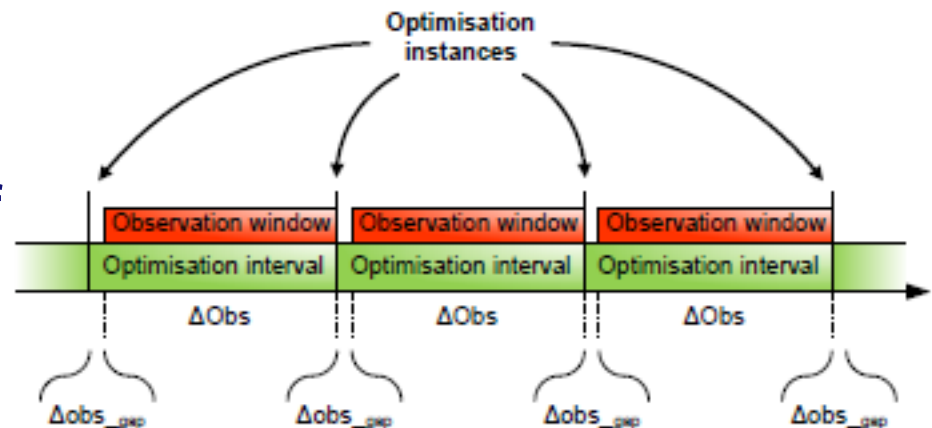 Optimisation
instances
Observation window Observation window Observation window
Optimisation interval Optimisation interval Optimisation interval
ΔObs ΔObs ΔObs
Δobs_gap Δobs_gap Δobs_gap Δobs_gap